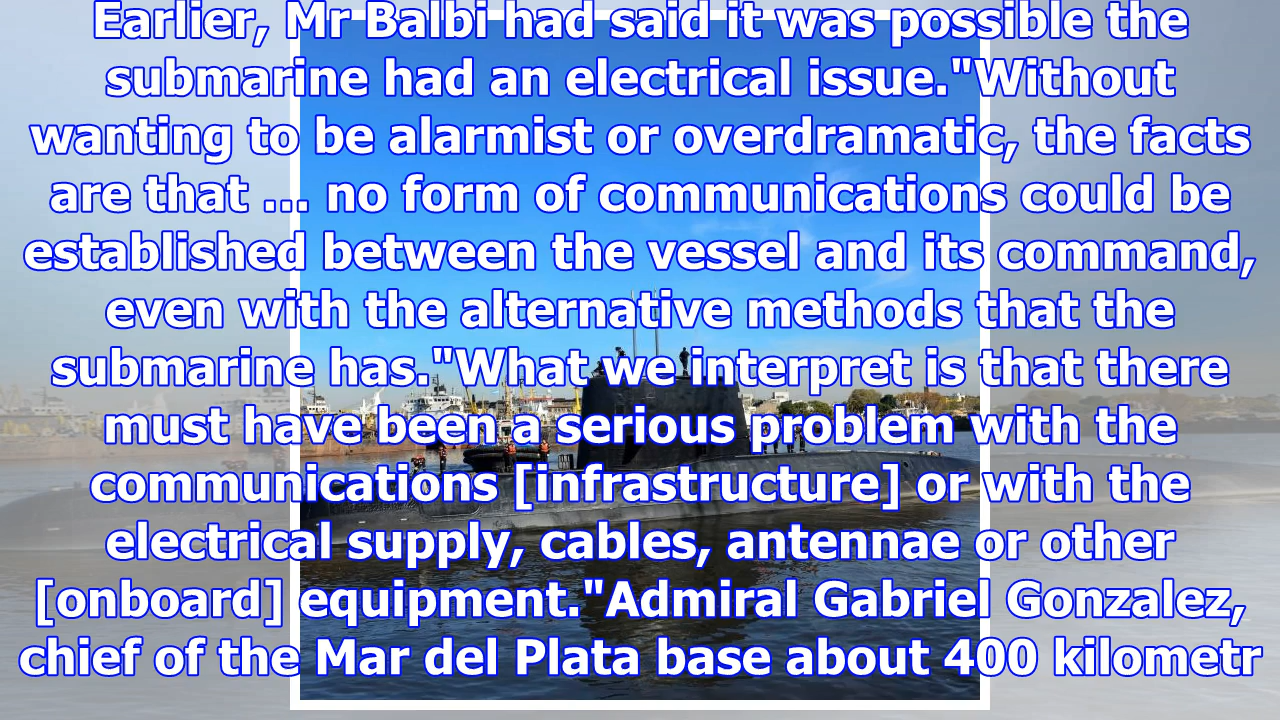 Earlier, Mr Balbi had said it was possible the
submarine had an electrical issue."Without
wanting to be alarmist or overdramatic, the facts
are that ... no form of communications could be
established between the vessel and its command,
even with the alternative methods that the
submarine has."What we interpret is that there
must have been a serious problem with the
communications [infrastructure] or with the
electrical supply, cables, antennae or other
[onboard] equipment."Admiral Gabriel Gonzalez,
chief of the Mar del Plata base about 400 kilometr